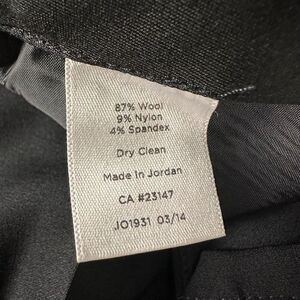 87% Wool
9% Nylon
4% Spandex
Dry Clean
Made In Jordan
CA #23147
JO1931 03/14